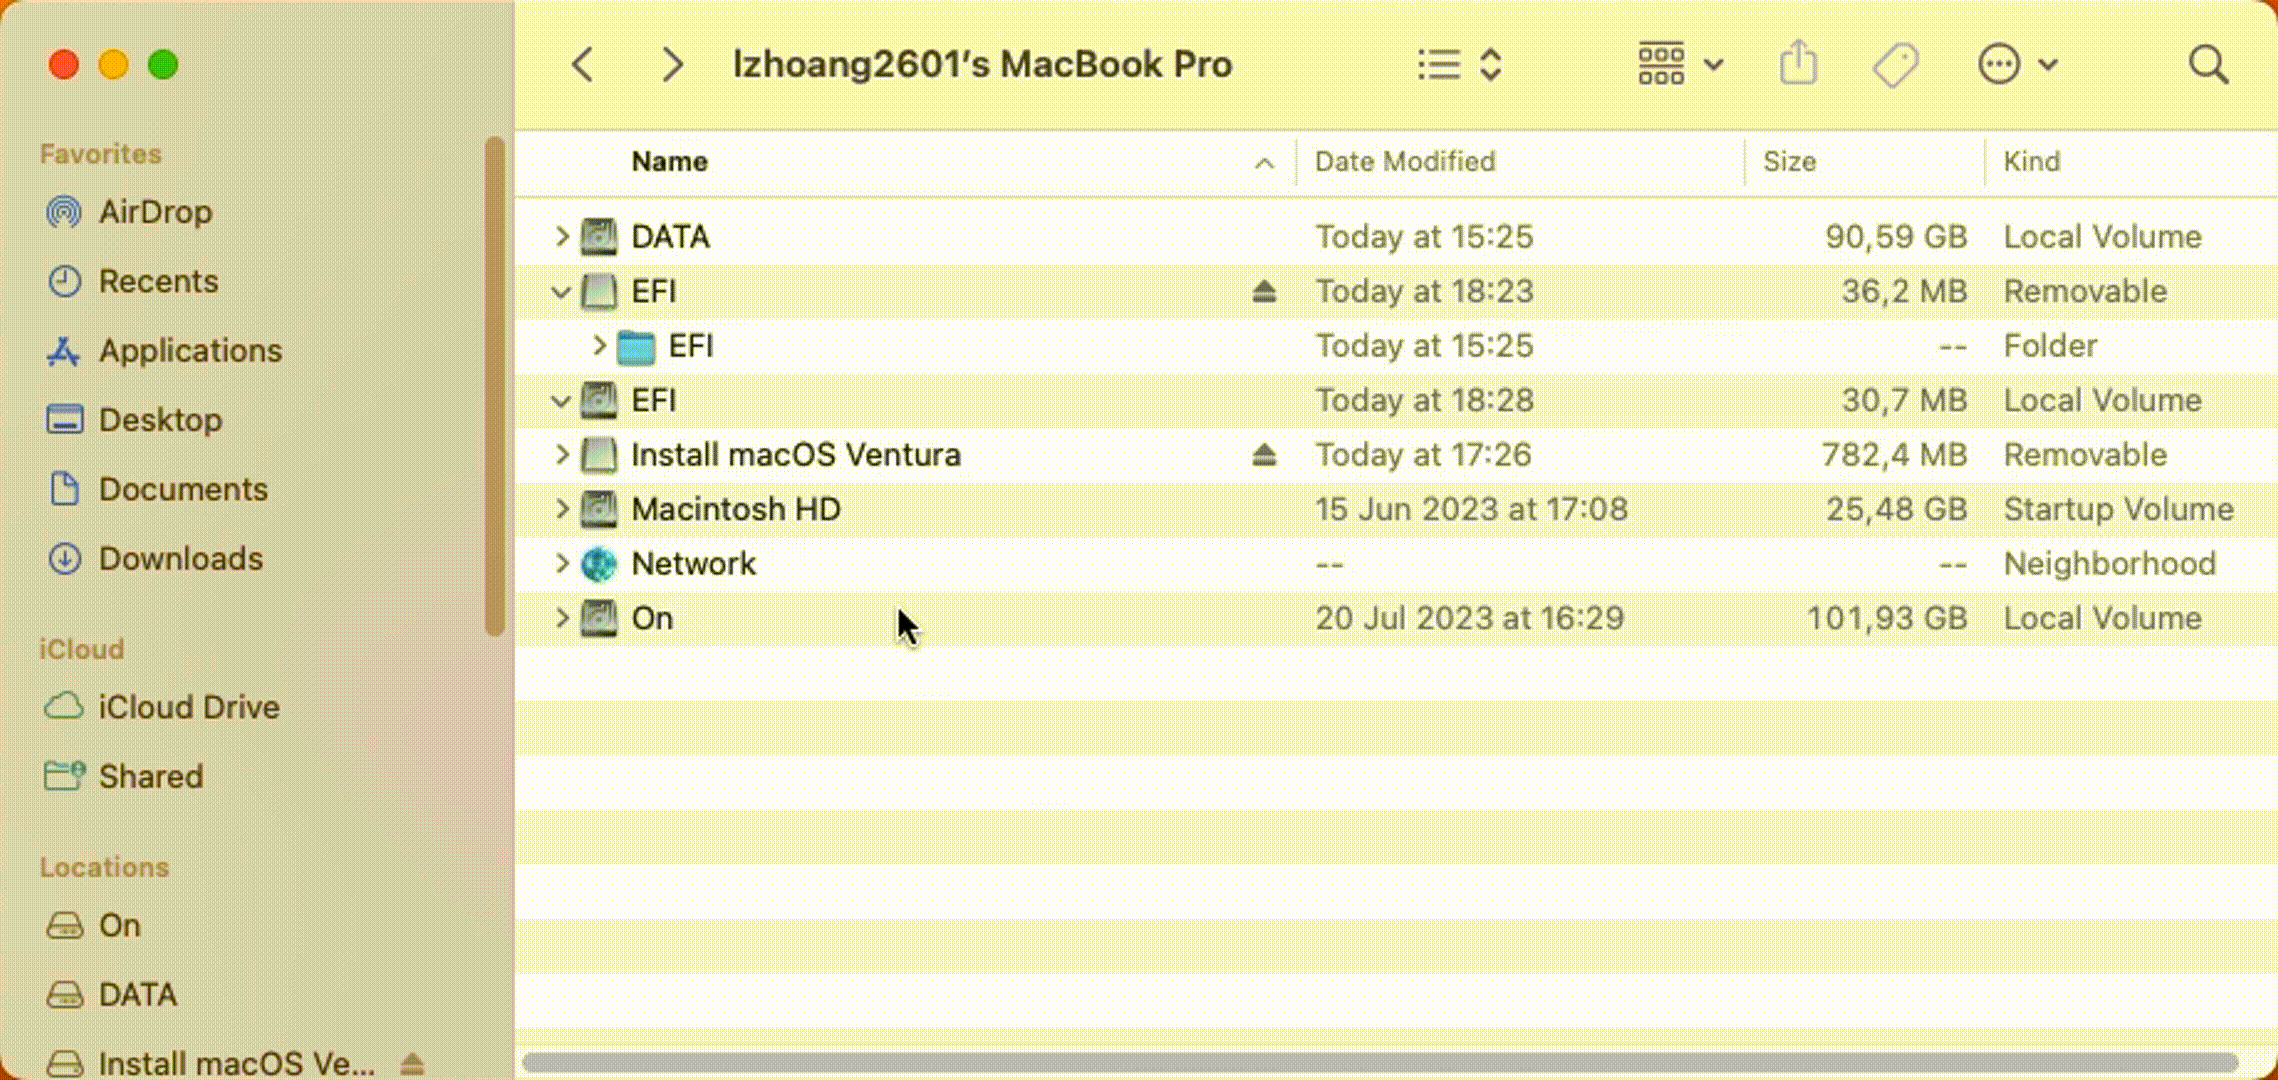 lzhoang2601's MacBook Pro
Favorites
AirDrop
Recents
Applications
Desktop
Documents
Downloads
iCloud
iCloud Drive
Shared
Locations
On
DATA
Install macOS Ve...
Name Date Modified Size Kind
DATA Today at 15:25 90,59 GB Local Volume
EFI Today at 18:23 36,2 MB Removable
EFI Today at 15:25 -- Folder
EFI Today at 18:28 30,7 MB Local Volume
Install macOS Ventura Today at 17:26 782,4 MB Removable
Macintosh HD 15 Jun 2023 at 17:08 25,48 GB Startup Volume
Network -- -- Neighborhood
On 20 Jul 2023 at 16:29 101,93 GB Local Volume